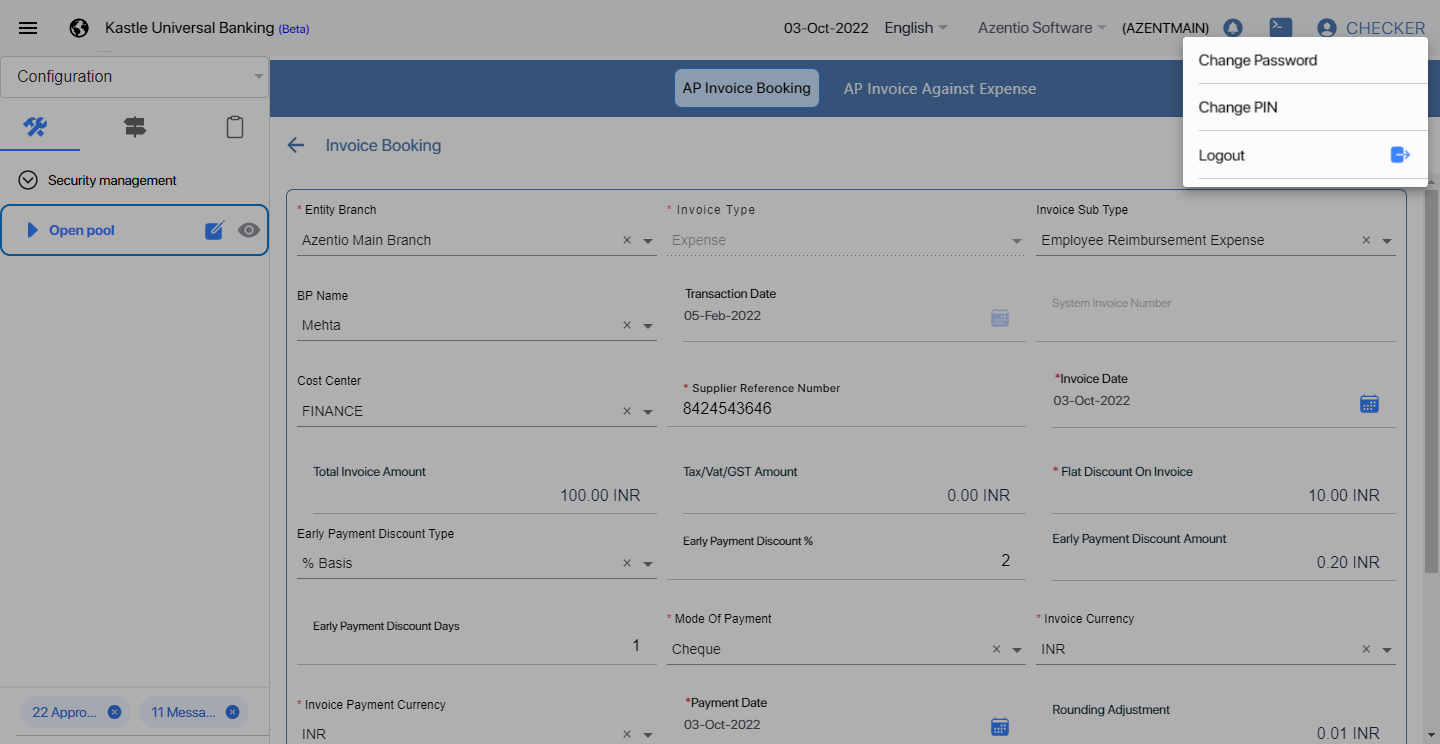 Kastle Universal Banking (Beta)
03-Oct-2022
English
Azentio Software
(AZENTMAIN)
CHECKER
Change Password
Change PIN
Logout
Configuration
Security management
Open pool
22 Appro...
11 Messa...
AP Invoice Booking
AP Invoice Against Expense
Invoice Booking
* Entity Branch
Azentio Main Branch
* Invoice Type
Expense
Invoice Sub Type
Employee Reimbursement Expense
BP Name
Mehta
Transaction Date
05-Feb-2022
System Invoice Number
Cost Center
FINANCE
* Supplier Reference Number
8424543646
*Invoice Date
03-Oct-2022
Total Invoice Amount
100.00 INR
Tax/Vat/GST Amount
0.00 INR
* Flat Discount On Invoice
10.00 INR
Early Payment Discount Type
% Basis
Early Payment Discount %
2
Early Payment Discount Amount
0.20 INR
Early Payment Discount Days
1
* Mode Of Payment
Cheque
* Invoice Currency
INR
* Invoice Payment Currency
INR
*Payment Date
03-Oct-2022
Rounding Adjustment
0.01 INR